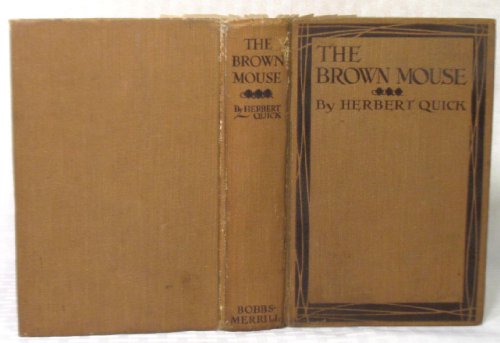 THE
BROWN
MOUSE
By HERBERT
QUICK
BOBBS-
MERRILL
THE
BROWN MOUSE
By HERBERT QUICK